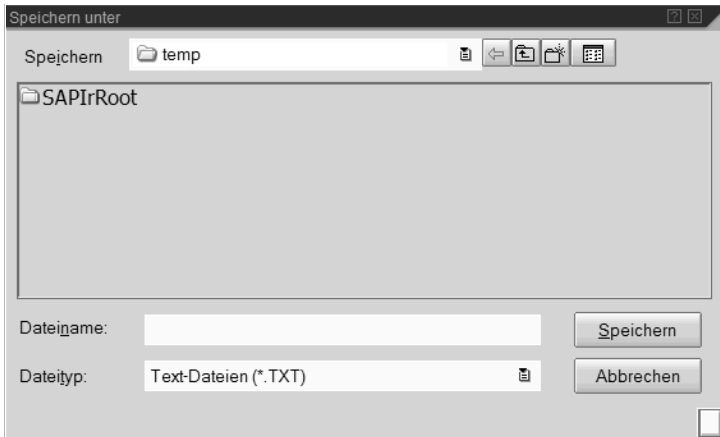 Speichern unter
Speichern temp
SAPIrRoot
Dateiname: Speichern
Dateityp: Text-Dateien (*.TXT) Abbrechen